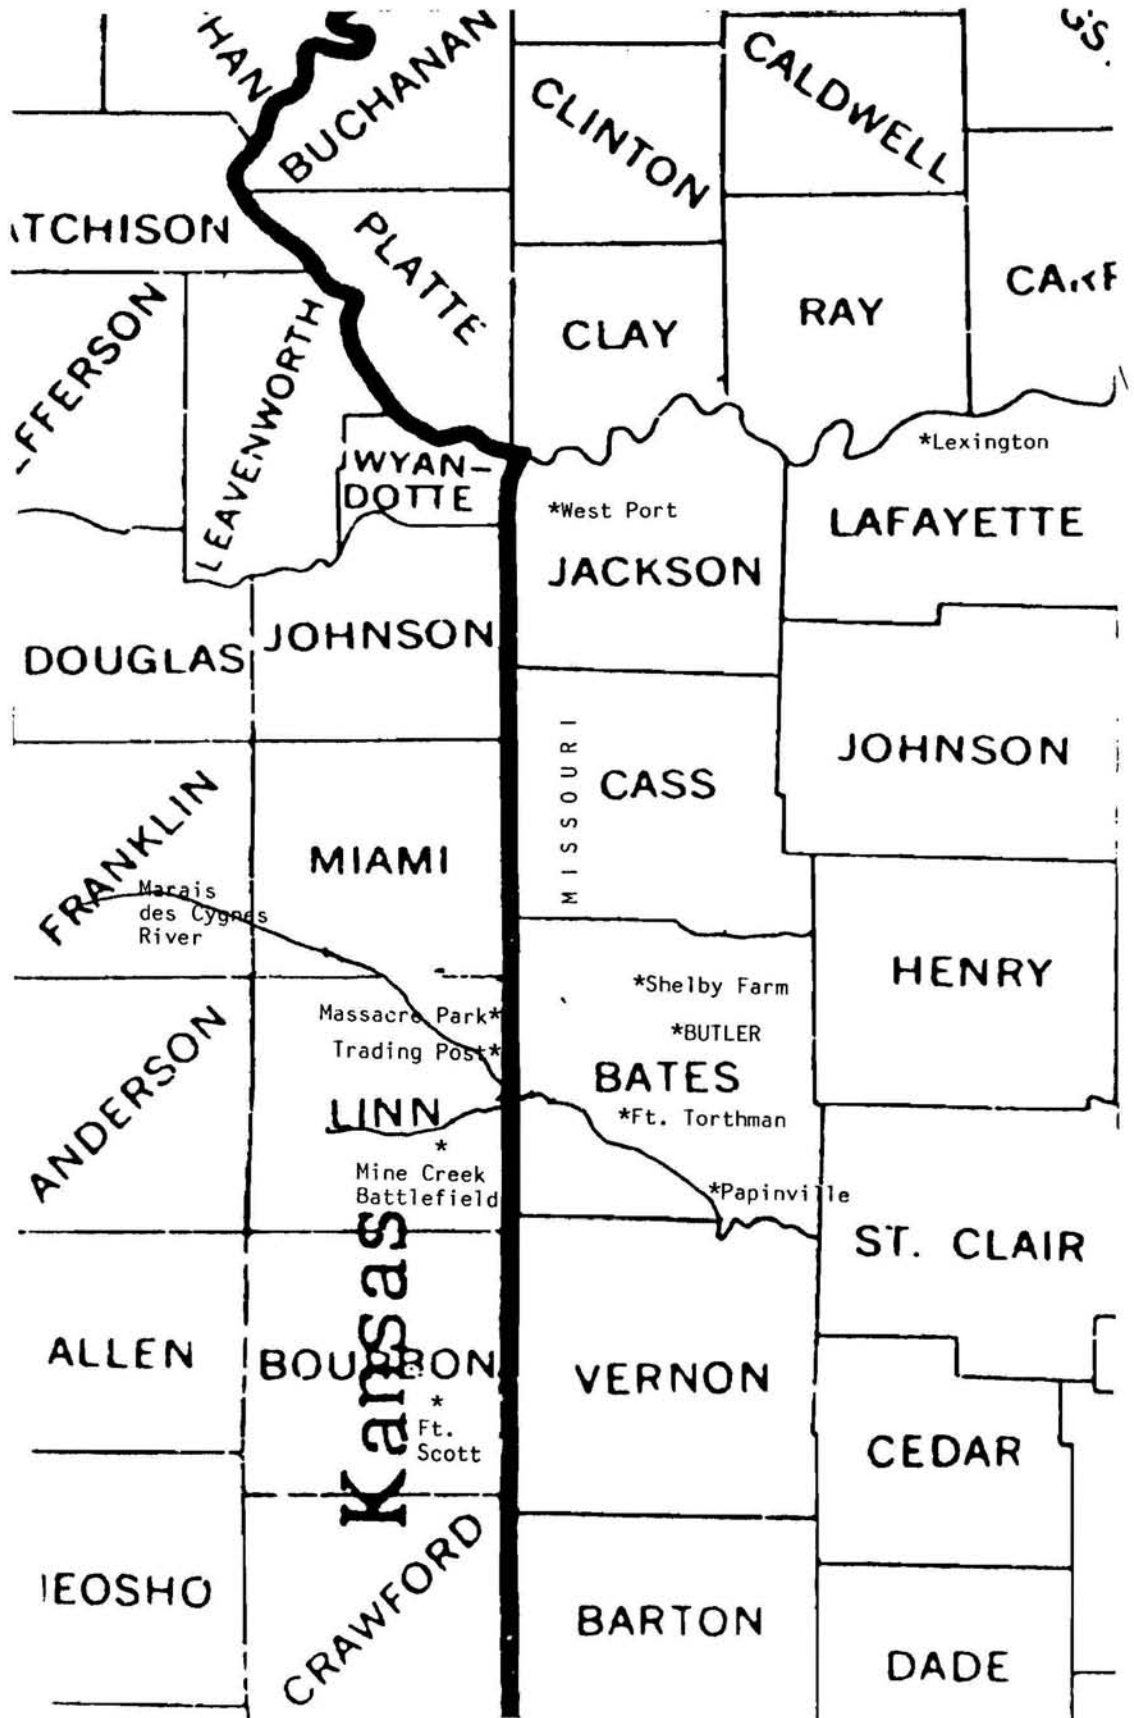 HAN
BUCHANAN
CLINTON
CALDWELL
GS.
ATCHISON
PLATTE
CLAY
RAY
EFFERSON
LEAVENWORTH
*Lexington
WYAN-
DOTTE
*West Port
LAFAYETTE
JACKSON
DOUGLAS
JOHNSON
JOHNSON
MISSOURI
CASS
FRANKLIN
MIAMI
Marais
des Cygnes
River
HENRY
*Shelby Farm
Massacre Park*
*BUTLER
Trading Post*
ANDERSON
BATES
LINN
*Ft. Torthman
*
Mine Creek
Battlefield
*Papinville
ST. CLAIR
Kansas
ALLEN
BOURBON
VERNON
*
Ft.
Scott
CEDAR
IEOSHO
CRAWFORD
BARTON
DADE